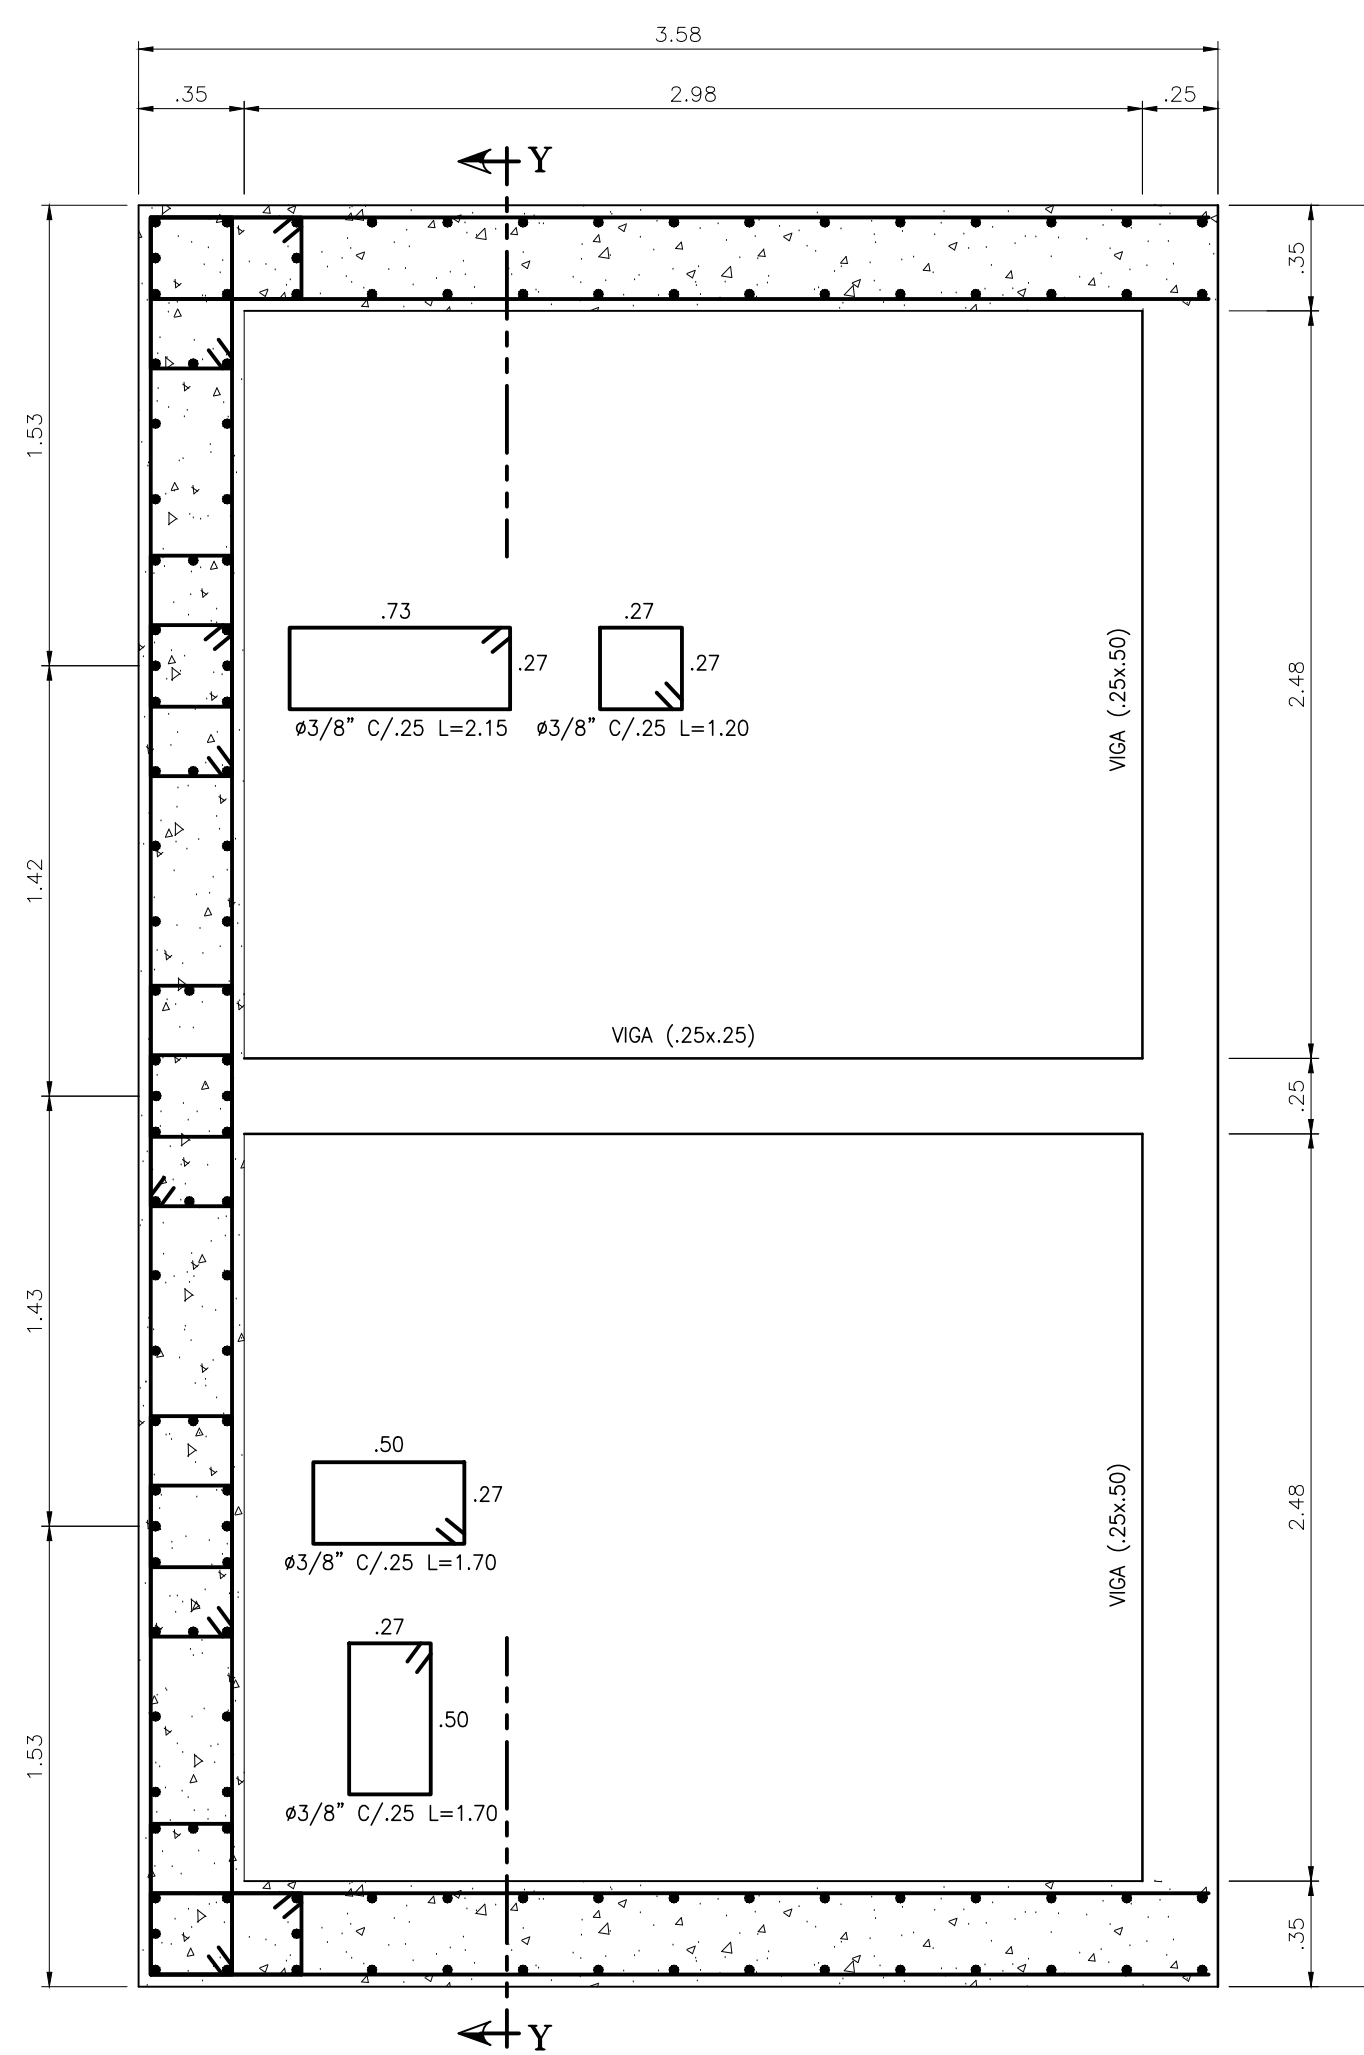 3.58
.35
2.98
.25
Y
.35
1.53
.73
.27
.27
.27
ø3/8” C/.25 L=2.15
ø3/8” C/.25 L=1.20
VIGA (.25x.50)
2.48
1.42
VIGA (.25x.25)
.25
1.43
.50
.27
ø3/8” C/.25 L=1.70
VIGA (.25x.50)
2.48
.27
.50
ø3/8” C/.25 L=1.70
1.53
.35
Y